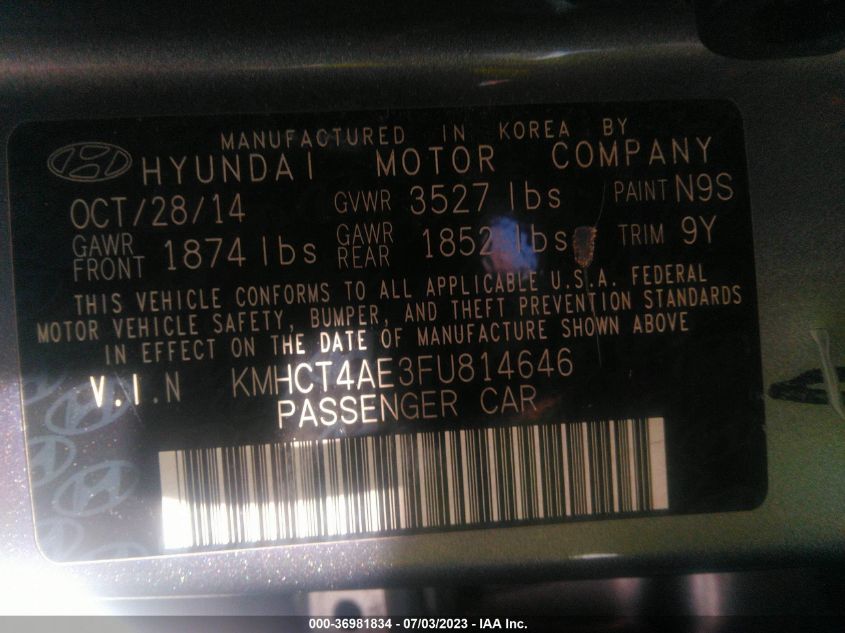 MANUFACTURED IN KOREA BY
HYUNDAI MOTOR COMPANY
OCT/28/14 GVWR 3527 lbs PAINT N9S
GAWR FRONT 1874 lbs GAWR REAR 1852 lbs TRIM 9Y
THIS VEHICLE CONFORMS TO ALL APPLICABLE U.S.A. FEDERAL
MOTOR VEHICLE SAFETY, BUMPER, AND THEFT PREVENTION STANDARDS
IN EFFECT ON THE DATE OF MANUFACTURE SHOWN ABOVE
V.I.N KMHCT4AE3FU814646
PASSENGER CAR
000-36981834 - 07/03/2023 - IAA Inc.